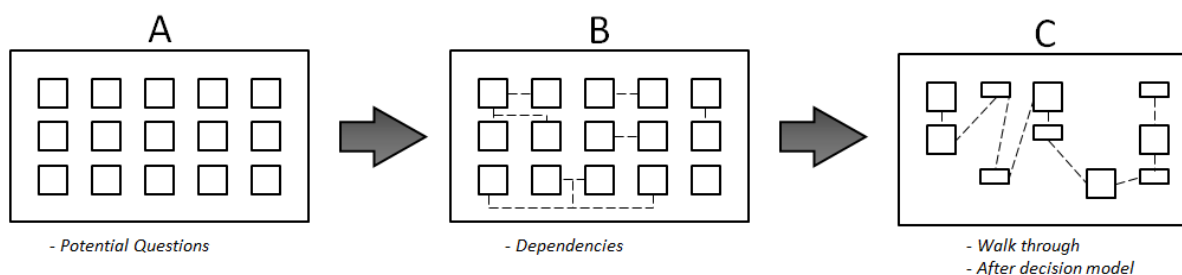 A
B
C
- Potential Questions
- Dependencies
- Walk through
- After decision model